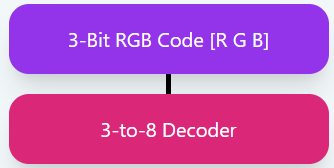 3-Bit RGB Code [R G B]
3-to-8 Decoder